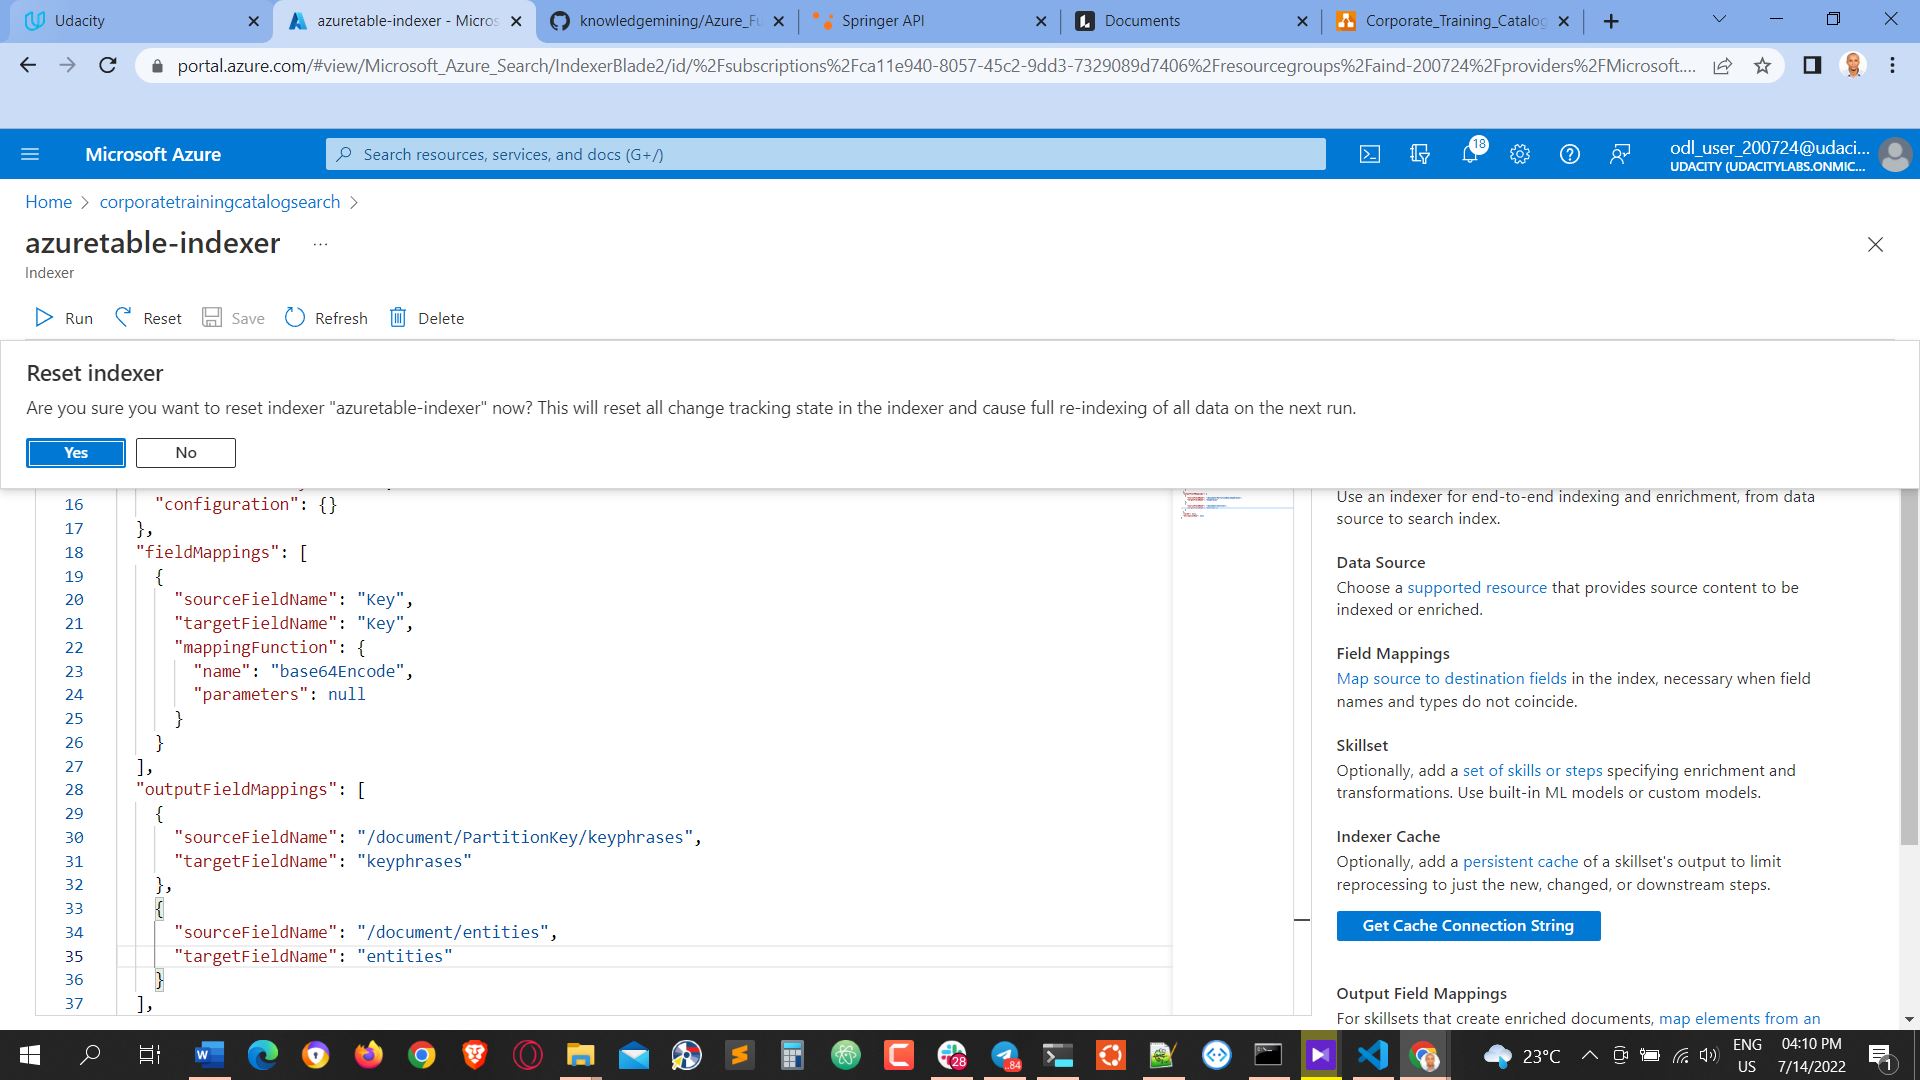 Udacity
azuretable-indexer - Micros
knowledgemining/Azure_Fu
Springer API
Documents
Corporate_Training_Catalog
portal.azure.com/#view/Microsoft_Azure_Search/IndexerBlade2/id/%2Fsubscriptions%2Fca11e940-8057-45c2-9dd3-7329089d7406%2Fresourcegroups%2Faind-200724%2Fproviders%2FMicrosoft....
Microsoft Azure
Search resources, services, and docs (G+/)
18
odl_user_200724@udaci...
UDACITY (UDACITYLABS.ONMIC...
Home > corporatetrainingcatalogsearch >
azuretable-indexer ...
Indexer
Run
Reset
Save
Refresh
Delete
Reset indexer
Are you sure you want to reset indexer "azuretable-indexer" now? This will reset all change tracking state in the indexer and cause full re-indexing of all data on the next run.
Yes
No
16 "configuration": {}
17 },
18 "fieldMappings": [
19 {
20 "sourceFieldName": "Key",
21 "targetFieldName": "Key",
22 "mappingFunction": {
23 "name": "base64Encode",
24 "parameters": null
25 }
26 }
27 ],
28 "outputFieldMappings": [
29 {
30 "sourceFieldName": "/document/PartitionKey/keyphrases",
31 "targetFieldName": "keyphrases"
32 },
33 {
34 "sourceFieldName": "/document/entities",
35 "targetFieldName": "entities"
36 }
37 ],
Use an indexer for end-to-end indexing and enrichment, from data
source to search index.
Data Source
Choose a supported resource that provides source content to be
indexed or enriched.
Field Mappings
Map source to destination fields in the index, necessary when field
names and types do not coincide.
Skillset
Optionally, add a set of skills or steps specifying enrichment and
transformations. Use built-in ML models or custom models.
Indexer Cache
Optionally, add a persistent cache of a skillset's output to limit
reprocessing to just the new, changed, or downstream steps.
Get Cache Connection String
Output Field Mappings
For skillsets that create enriched documents, map elements from an
28
84
23°C
ENG
US
04:10 PM
7/14/2022
1